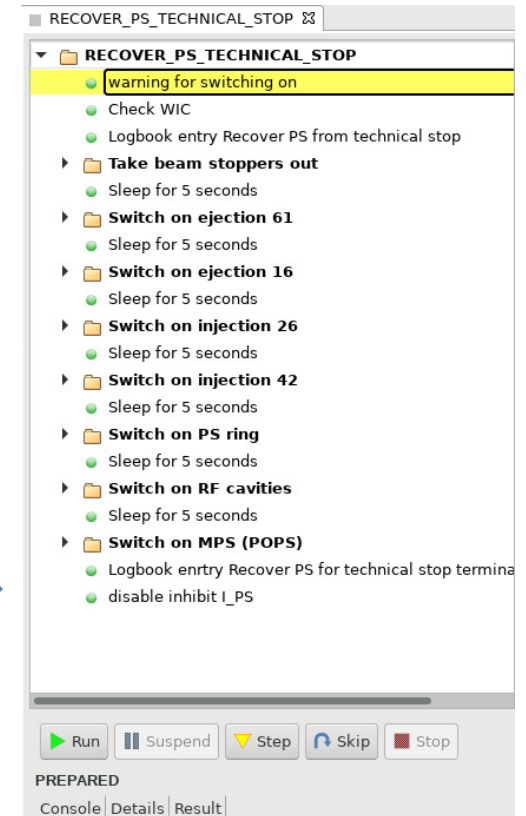 RECOVER_PS_TECHNICAL_STOP
RECOVER_PS_TECHNICAL_STOP
warning for switching on
Check WIC
Logbook entry Recover PS from technical stop
Take beam stoppers out
Sleep for 5 seconds
Switch on ejection 61
Sleep for 5 seconds
Switch on ejection 16
Sleep for 5 seconds
Switch on injection 26
Sleep for 5 seconds
Switch on injection 42
Sleep for 5 seconds
Switch on PS ring
Sleep for 5 seconds
Switch on RF cavities
Sleep for 5 seconds
Switch on MPS (POPS)
Logbook enrtry Recover PS for technical stop termina
disable inhibit I_PS
Run Suspend Step Skip Stop
PREPARED
Console Details Result